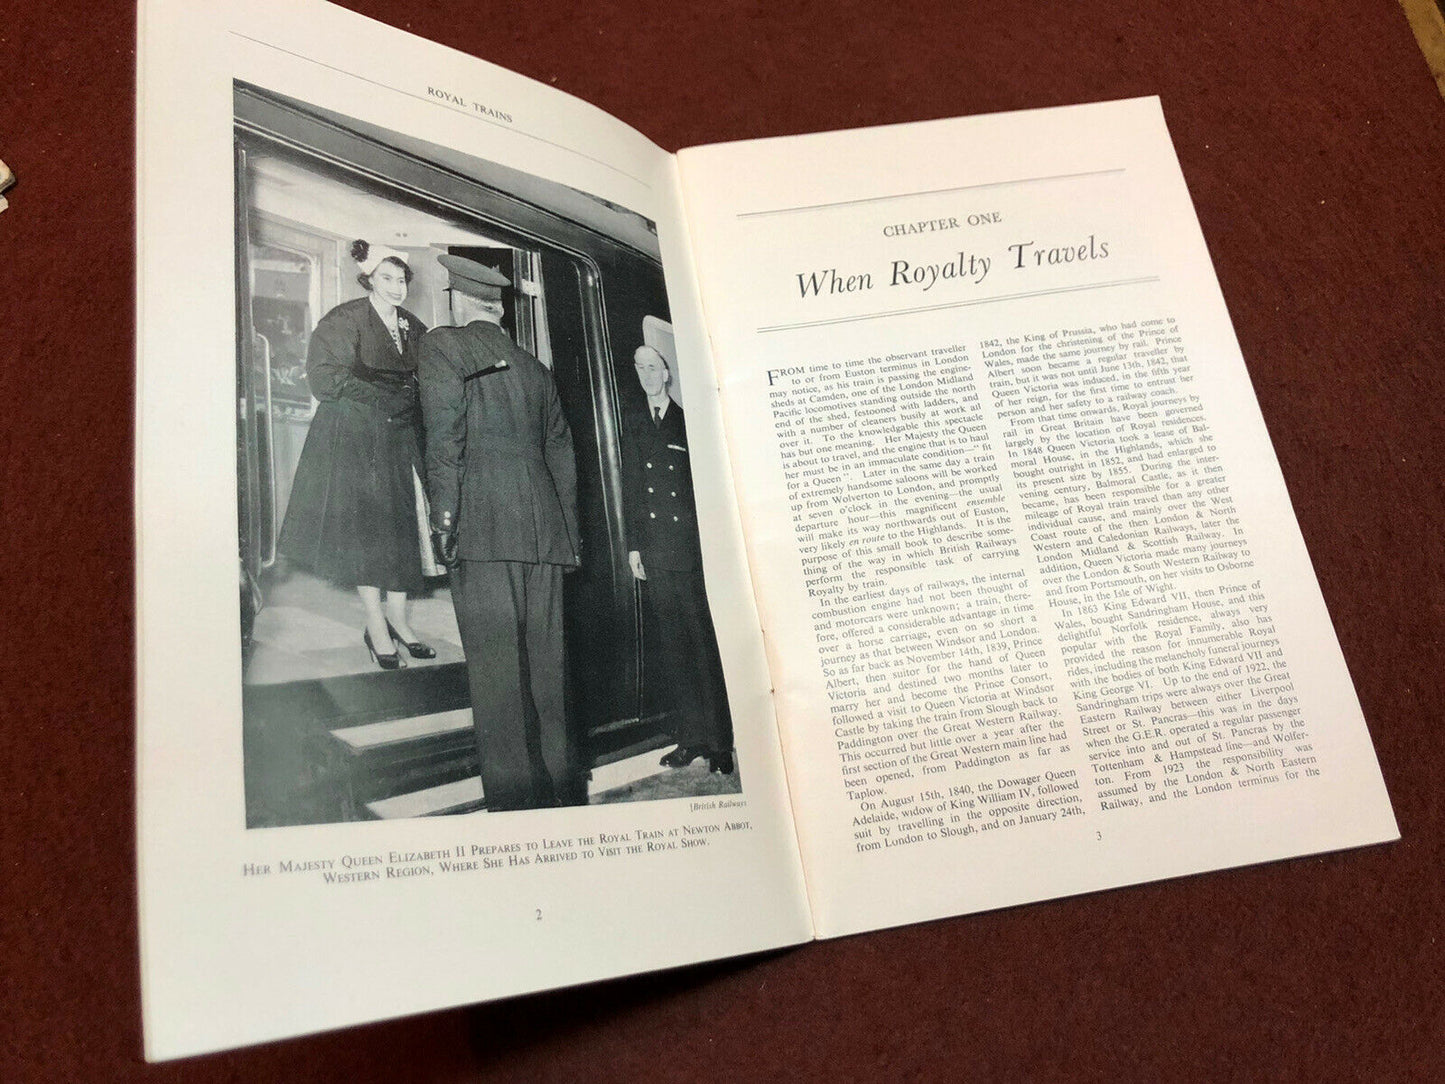 ROYAL TRAINS
[British Railways
HER MAJESTY QUEEN ELIZABETH II PREPARES TO LEAVE THE ROYAL TRAIN AT NEWTON ABBOT,
WESTERN REGION, WHERE SHE HAS ARRIVED TO VISIT THE ROYAL SHOW.
2
CHAPTER ONE
When Royalty Travels
FROM time to time the observant traveller
to or from Euston terminus in London
may notice, as his train is passing the engine-
sheds at Camden, one of the London Midland
Pacific locomotives standing outside the north
end of the shed, festooned with ladders, and
with a number of cleaners busily at work all
over it. To the knowledgable this spectacle
has but one meaning. Her Majesty the Queen
is about to travel, and the engine that is to haul
her must be in an immaculate condition—" fit
for a Queen ". Later in the same day a train
of extremely handsome saloons will be worked
up from Wolverton to London, and promptly
at seven o'clock in the evening—the usual
departure hour—this magnificent ensemble
will make its way northwards out of Euston,
very likely en route to the Highlands. It is the
purpose of this small book to describe some-
thing of the way in which British Railways
perform the responsible task of carrying
Royalty by train.
In the earliest days of railways, the internal
combustion engine had not been thought of
and motorcars were unknown; a train, there-
fore, offered a considerable advantage in time
over a horse carriage, even on so short a
journey as that between Windsor and London.
So as far back as November 14th, 1839, Prince
Albert, then suitor for the hand of Queen
Victoria and destined two months later to
marry her and become the Prince Consort,
followed a visit to Queen Victoria at Windsor
Castle by taking the train from Slough back to
Paddington over the Great Western Railway.
This occurred but little over a year after the
first section of the Great Western main line had
been opened, from Paddington as far as
Taplow.
On August 15th, 1840, the Dowager Queen
Adelaide, widow of King William IV, followed
suit by travelling in the opposite direction,
from London to Slough, and on January 24th,
1842, the King of Prussia, who had come to
London for the christening of the Prince of
Wales, made the same journey by rail. Prince
Albert soon became a regular traveller by
train, but it was not until June 13th, 1842, that
Queen Victoria was induced, in the fifth year
of her reign, for the first time to entrust her
person and her safety to a railway coach.
From that time onwards, Royal journeys by
rail in Great Britain have been governed
largely by the location of Royal residences.
In 1848 Queen Victoria took a lease of Bal-
moral House, in the Highlands, which she
bought outright in 1852, and had enlarged to
its present size by 1855. During the inter-
vening century, Balmoral Castle, as it then
became, has been responsible for a greater
mileage of Royal train travel than any other
individual cause, and mainly over the West
Coast route of the then London & North
Western and Caledonian Railways, later the
London Midland & Scottish Railway. In
addition, Queen Victoria made many journeys
over the London & South Western Railway to
and from Portsmouth, on her visits to Osborne
House, in the Isle of Wight.
In 1863 King Edward VII, then Prince of
Wales, bought Sandringham House, and this
delightful Norfolk residence, always very
popular with the Royal Family, also has
provided the reason for innumerable Royal
rides, including the melancholy funeral journeys
with the bodies of both King Edward VII and
King George VI. Up to the end of 1922, the
Sandringham trips were always over the Great
Eastern Railway between either Liverpool
Street or St. Pancras—this was in the days
when the G.E.R. operated a regular passenger
service into and out of St. Pancras by the
Tottenham & Hampstead line—and Wolfer-
ton. From 1923 the responsibility was
assumed by the London & North Eastern
Railway, and the London terminus for the
3